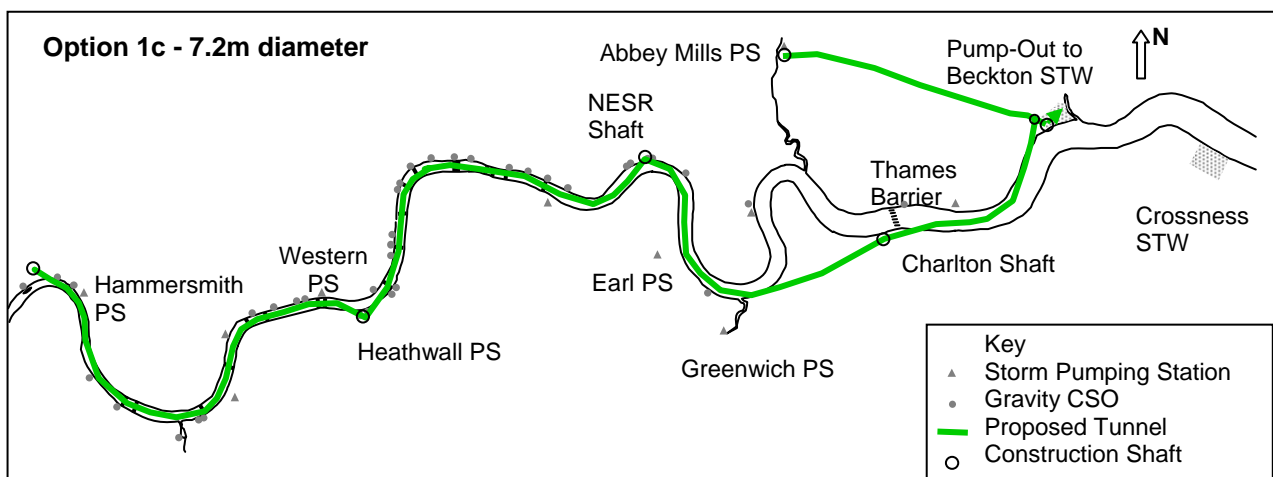 Option 1c - 7.2m diameter
Abbey Mills PS
Pump-Out to
Beckton STW
N
NESR
Shaft
Thames
Barrier
Crossness
STW
Western
PS
Hammersmith
PS
Earl PS
Charlton Shaft
Heathwall PS
Greenwich PS
Key
Storm Pumping Station
Gravity CSO
Proposed Tunnel
Construction Shaft